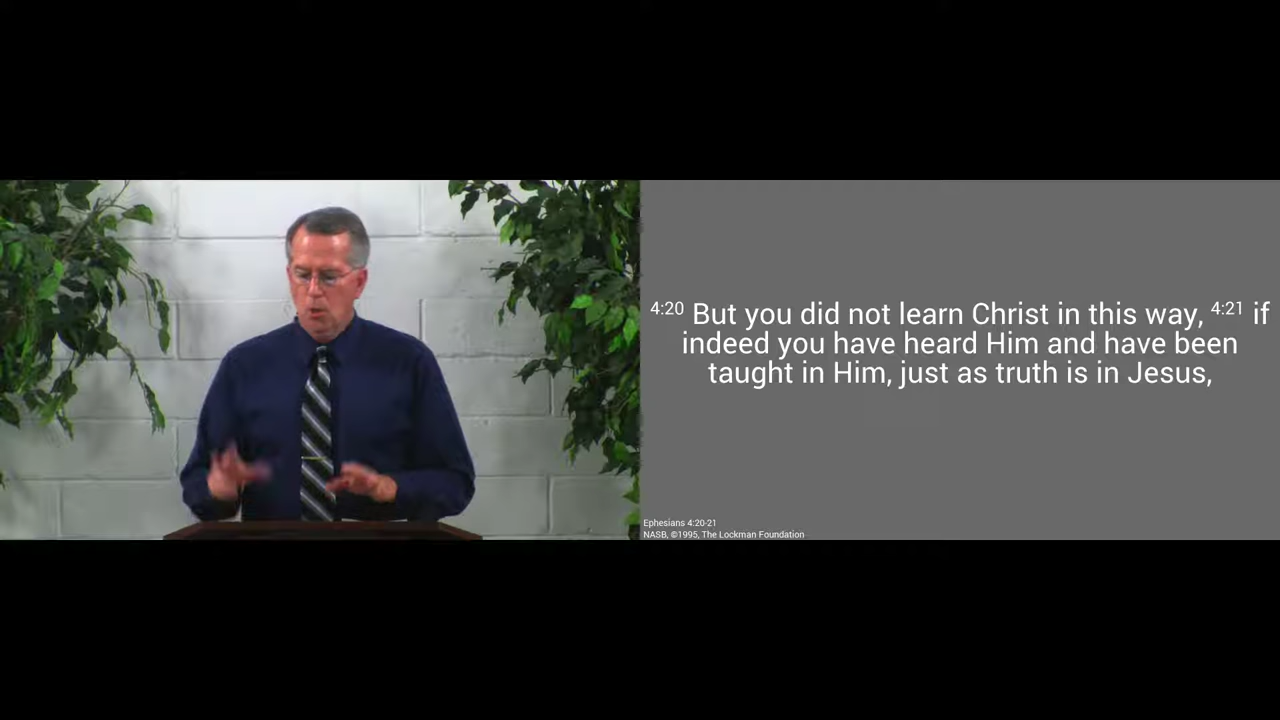 4:20 But you did not learn Christ in this way, 4:21 if
indeed you have heard Him and have been
taught in Him, just as truth is in Jesus,
Ephesians 4:20-21
NASB, ©1995, The Lockman Foundation